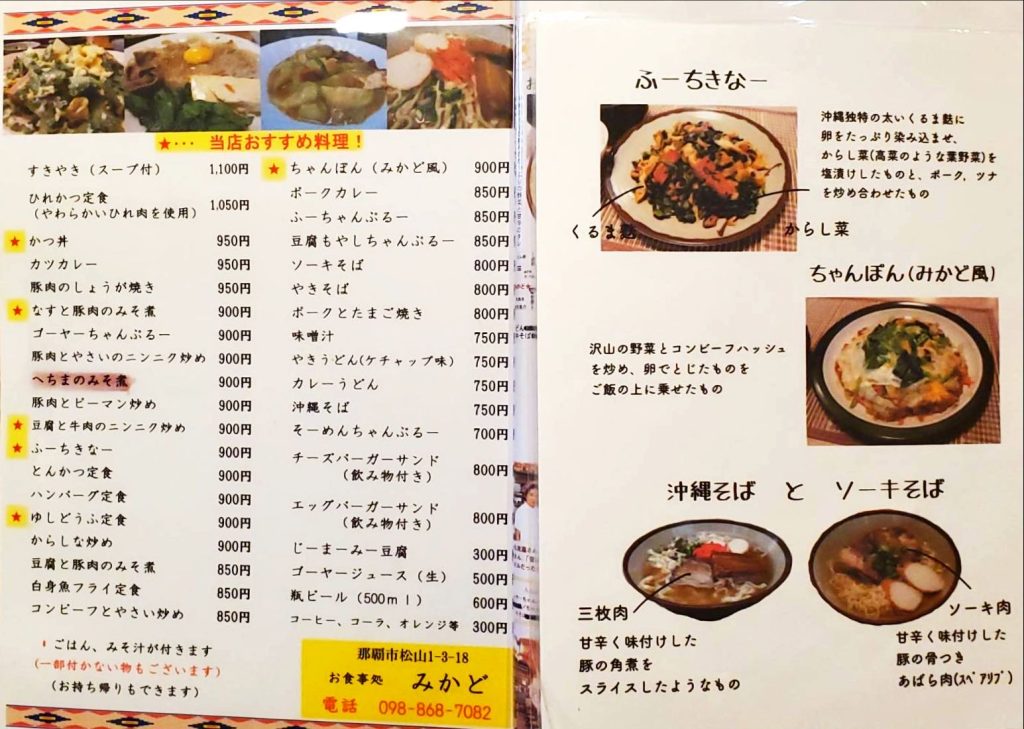 ★・・・ 当店おすすめ料理！
すきやき（スープ付） 1,100円
ひれかつ定食
（やわらかいひれ肉を使用） 1,050円
★ かつ丼 950円
カツカレー 950円
豚肉のしょうが焼き 950円
★ なすと豚肉のみそ煮 900円
ゴーヤーちゃんぷるー 900円
豚肉とやさいのニンニク炒め 900円
へちまのみそ煮 900円
豚肉とピーマン炒め 900円
★ 豆腐と牛肉のニンニク炒め 900円
★ ふーちきなー 900円
とんかつ定食 900円
ハンバーグ定食 900円
★ ゆしどうふ定食 900円
からしな炒め 900円
豆腐と豚肉のみそ煮 850円
白身魚フライ定食 850円
コンビーフとやさい炒め 850円
！ごはん、みそ汁が付きます
（一部付かない物もございます）
（お持ち帰りもできます）
★ ちゃんぽん（みかど風） 900円
ポークカレー 850円
ふーちゃんぷるー 850円
豆腐もやしちゃんぷるー 850円
ソーキそば 800円
やきそば 800円
ポークとたまご焼き 800円
味噌汁 750円
やきうどん(ケチャップ味) 750円
カレーうどん 750円
沖縄そば 750円
そーめんちゃんぷるー 700円
チーズバーガーサンド
（飲み物付き） 800円
エッグバーガーサンド
（飲み物付き） 800円
じーまーみー豆腐 300円
ゴーヤージュース（生） 500円
瓶ビール（500ml） 600円
コーヒー、コーラ、オレンジ等 300円
那覇市松山1-3-18
お食事処 みかど
電話 098-868-7082
ふーちきなー
沖縄独特の太いくるま麩に
卵をたっぷり染み込ませ、
からし菜(高菜のような葉野菜)を
塩漬けしたものと、ポーク，ツナ
を炒め合わせたもの
くるま麩
からし菜
ちゃんぽん(みかど風)
沢山の野菜とコンビーフハッシュ
を炒め、卵でとじたものを
ご飯の上に乗せたもの
沖縄そば と ソーキそば
三枚肉
甘辛く味付けした
豚の角煮を
スライスしたようなもの
ソーキ肉
甘辛く味付けした
豚の骨つき
あばら肉(ｽﾍﾟｱﾘﾌﾞ)